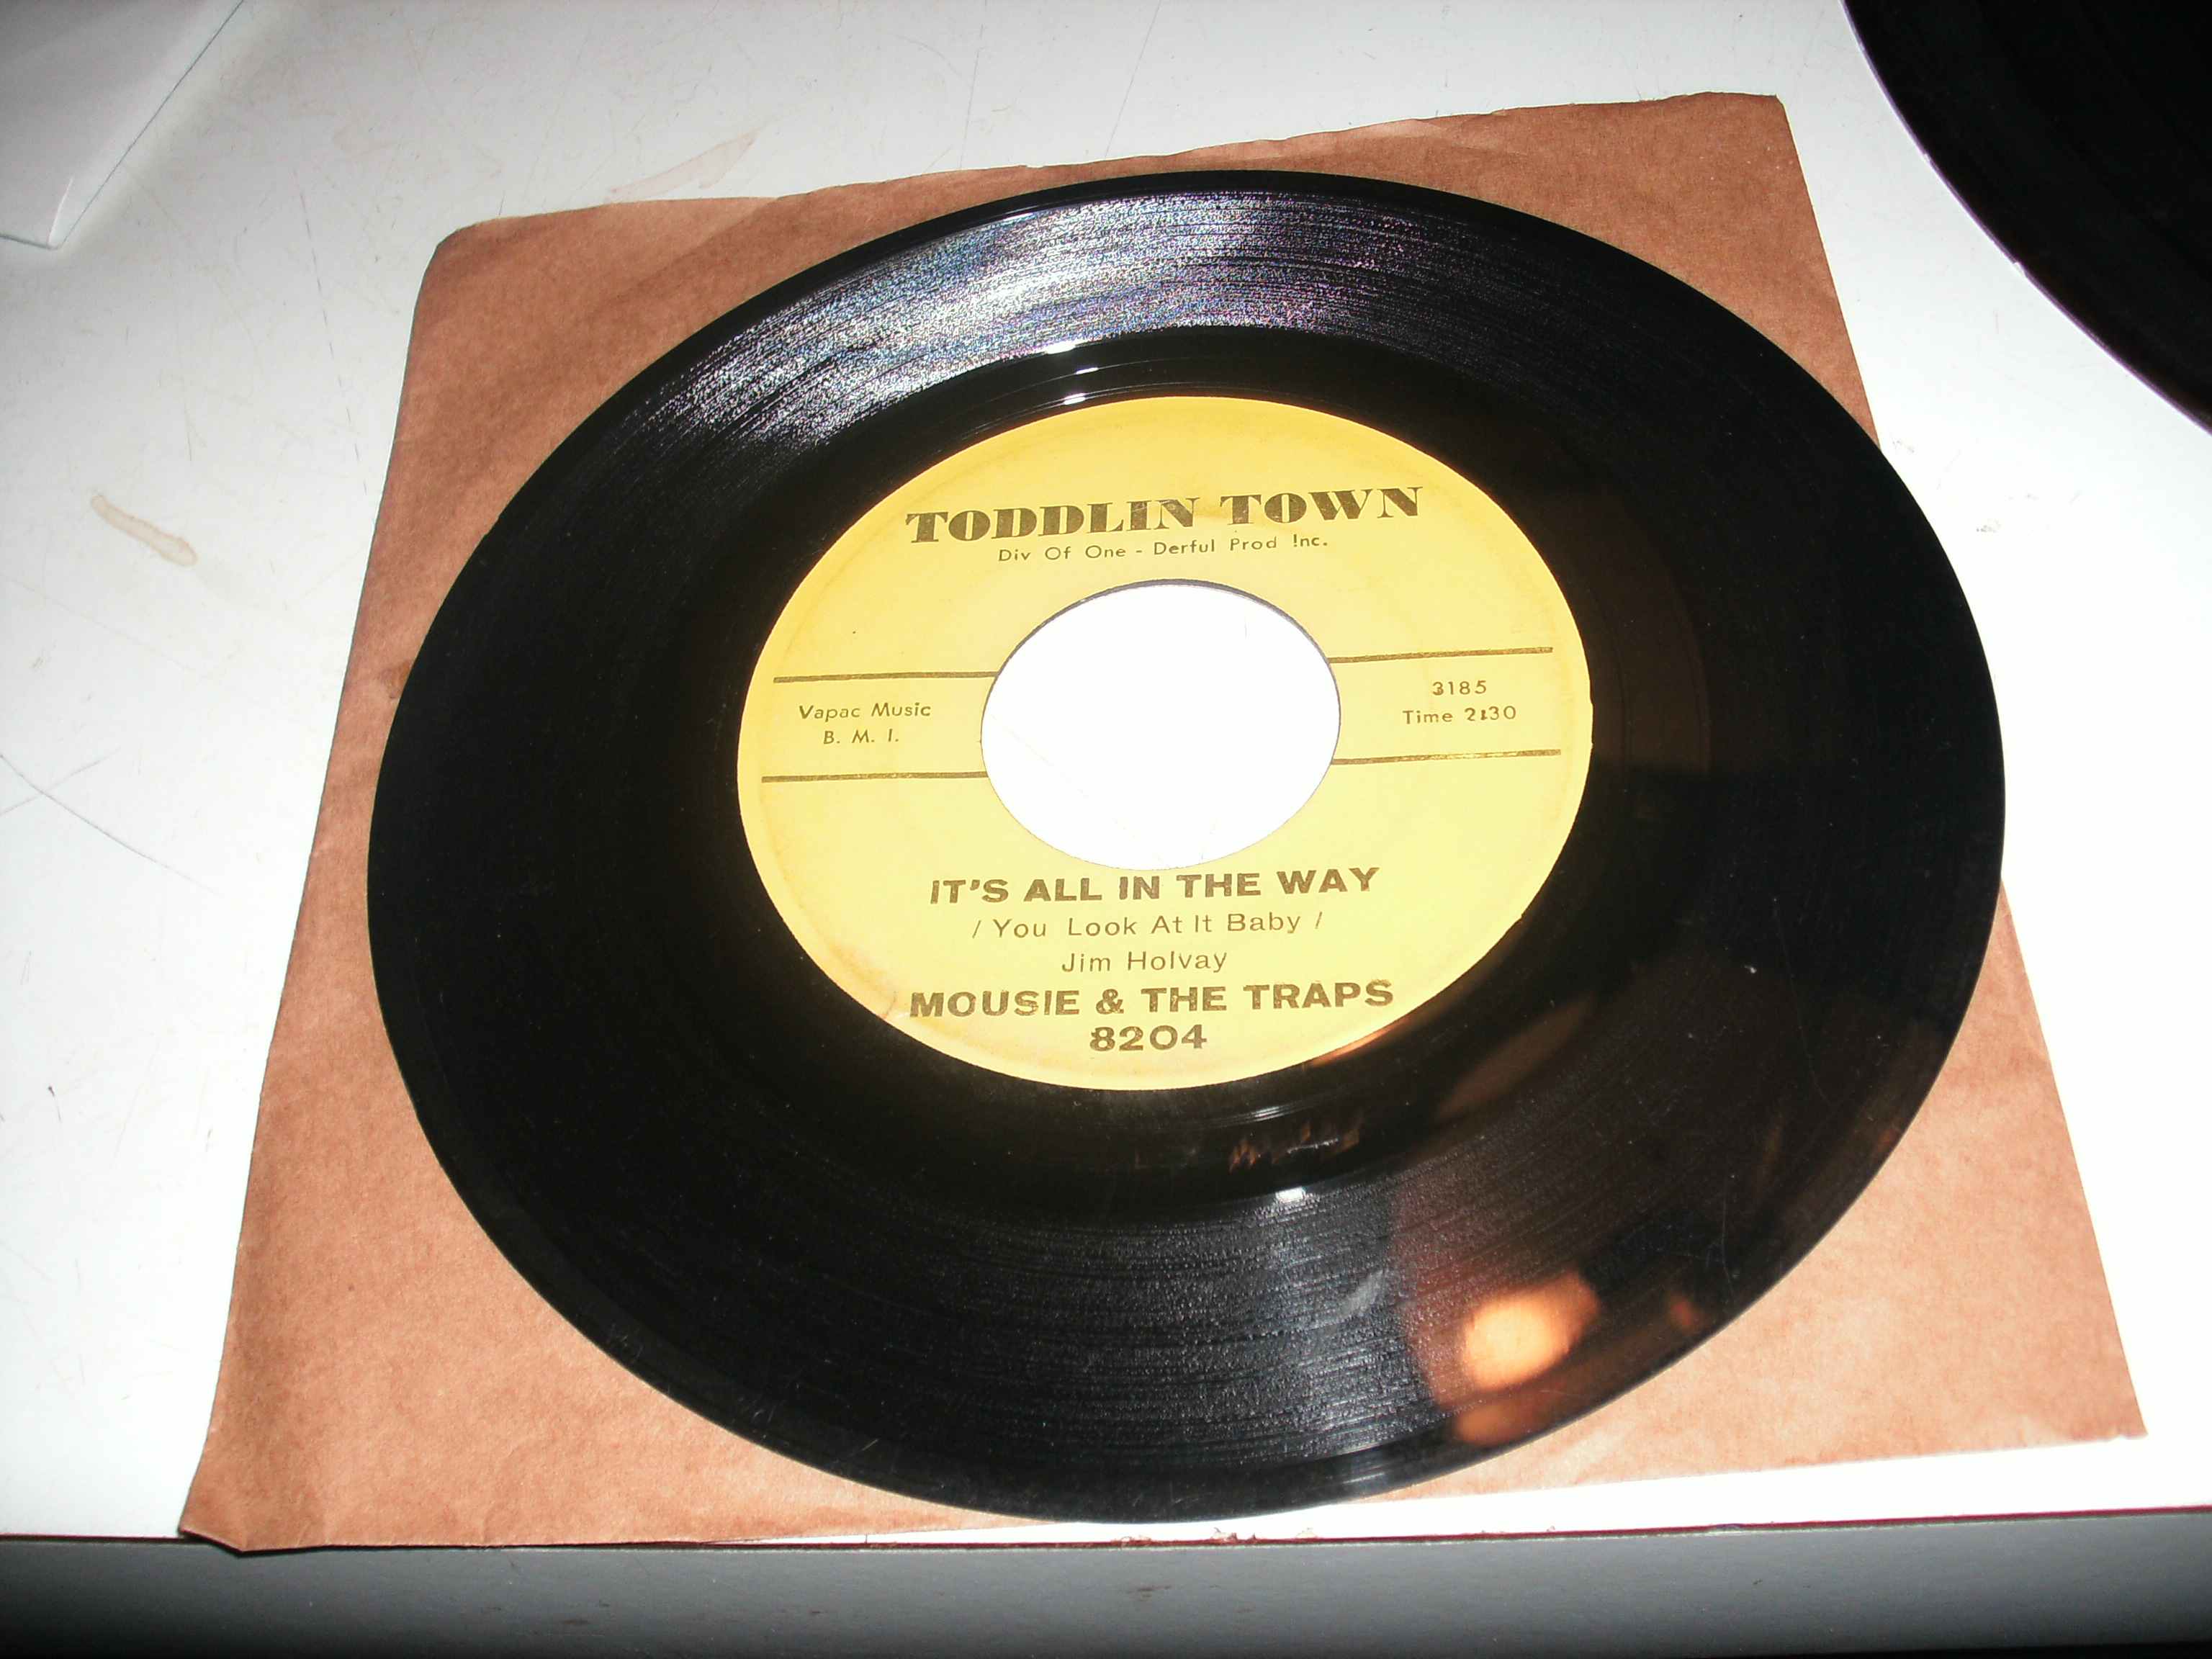 TODDLIN TOWN
Div Of One - Derful Prod Inc.
Vapac Music
B. M. I.
3185
Time 2:30
IT'S ALL IN THE WAY
/ You Look At It Baby /
Jim Holvay
MOUSIE & THE TRAPS
8204